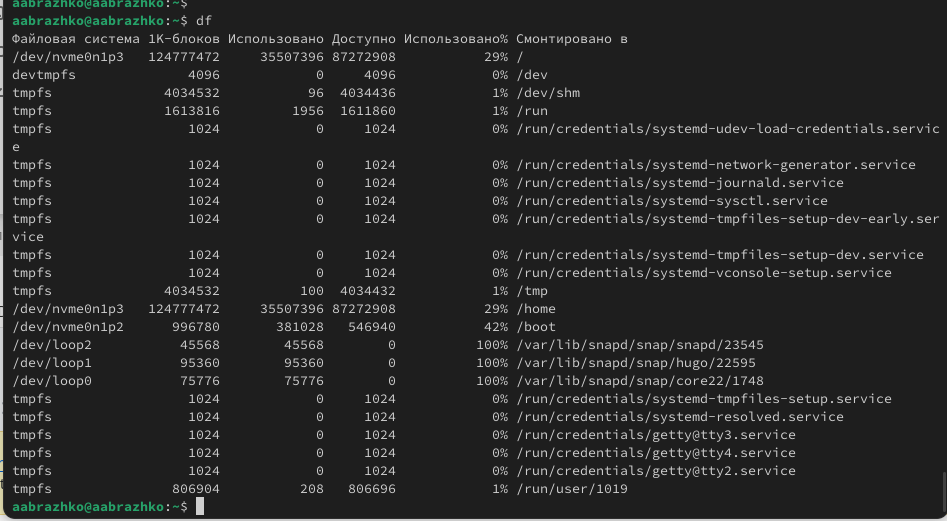 aabrazhko@aabrazhko:~$
aabrazhko@aabrazhko:~$ df
Файловая система 1K-блоков Использовано Доступно Использовано% Смонтировано в
/dev/nvme0n1p3   124777472     35507396 87272908           29% /
devtmpfs              4096            0     4096            0% /dev
tmpfs              4034532           96  4034436            1% /dev/shm
tmpfs              1613816         1956  1611860            1% /run
tmpfs                 1024            0     1024            0% /run/credentials/systemd-udev-load-credentials.servic
e
tmpfs                 1024            0     1024            0% /run/credentials/systemd-network-generator.service
tmpfs                 1024            0     1024            0% /run/credentials/systemd-journald.service
tmpfs                 1024            0     1024            0% /run/credentials/systemd-sysctl.service
tmpfs                 1024            0     1024            0% /run/credentials/systemd-tmpfiles-setup-dev-early.ser
vice
tmpfs                 1024            0     1024            0% /run/credentials/systemd-tmpfiles-setup-dev.service
tmpfs                 1024            0     1024            0% /run/credentials/systemd-vconsole-setup.service
tmpfs              4034532          100  4034432            1% /tmp
/dev/nvme0n1p3   124777472     35507396 87272908           29% /home
/dev/nvme0n1p2      996780       381028   546940           42% /boot
/dev/loop2           45568        45568        0          100% /var/lib/snapd/snap/snapd/23545
/dev/loop1           95360        95360        0          100% /var/lib/snapd/snap/hugo/22595
/dev/loop0           75776        75776        0          100% /var/lib/snapd/snap/core22/1748
tmpfs                 1024            0     1024            0% /run/credentials/systemd-tmpfiles-setup.service
tmpfs                 1024            0     1024            0% /run/credentials/systemd-resolved.service
tmpfs                 1024            0     1024            0% /run/credentials/getty@tty3.service
tmpfs                 1024            0     1024            0% /run/credentials/getty@tty4.service
tmpfs                 1024            0     1024            0% /run/credentials/getty@tty2.service
tmpfs               806904          208   806696            1% /run/user/1019
aabrazhko@aabrazhko:~$